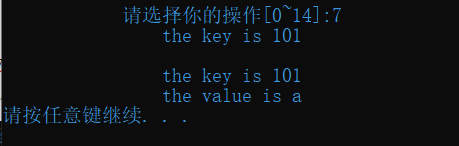 请选择你的操作[0~14]:7
the key is 101
the key is 101
the value is a
请按任意键继续. . .